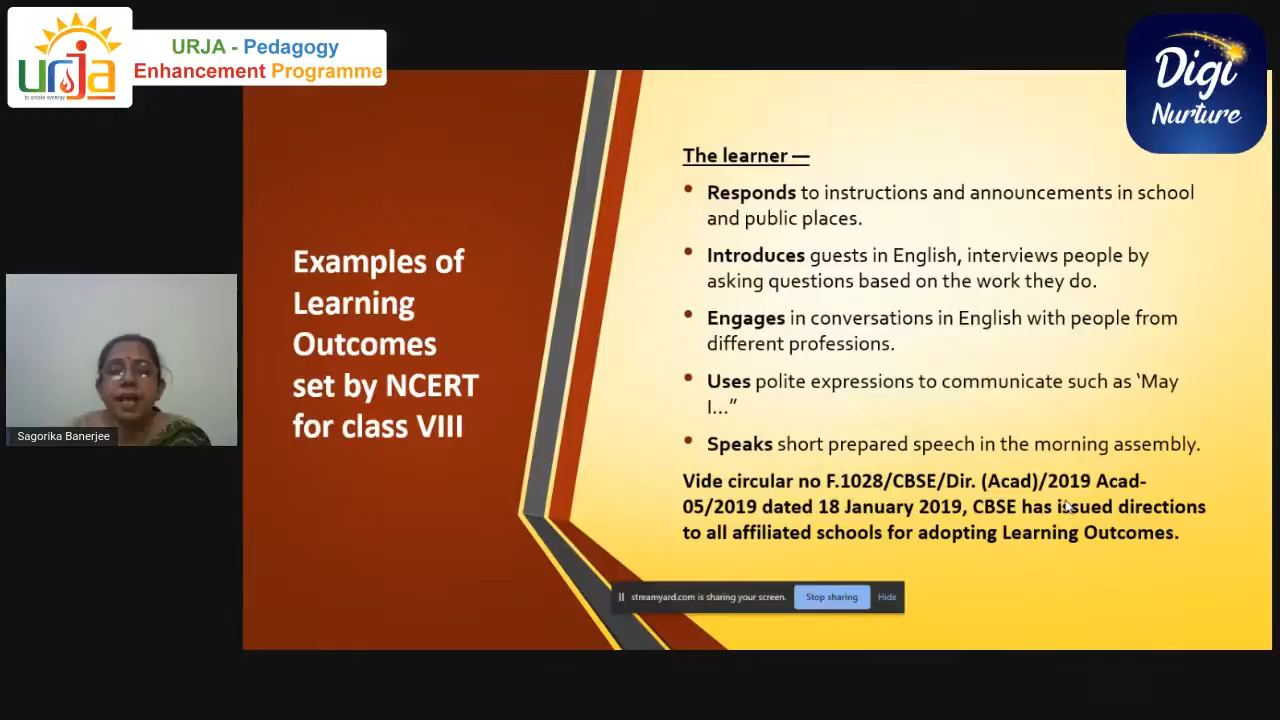 urja
to create synergy
URJA - Pedagogy
Enhancement Programme
Digi
Nurture
Examples of
Learning
Outcomes
set by NCERT
for class VIII
The learner —
• Responds to instructions and announcements in school
and public places.
• Introduces guests in English, interviews people by
asking questions based on the work they do.
• Engages in conversations in English with people from
different professions.
• Uses polite expressions to communicate such as ‘May
I...”
• Speaks short prepared speech in the morning assembly.
Vide circular no F.1028/CBSE/Dir. (Acad)/2019 Acad-
05/2019 dated 18 January 2019, CBSE has issued directions
to all affiliated schools for adopting Learning Outcomes.
Sagorika Banerjee
streamyard.com is sharing your screen. Stop sharing Hide